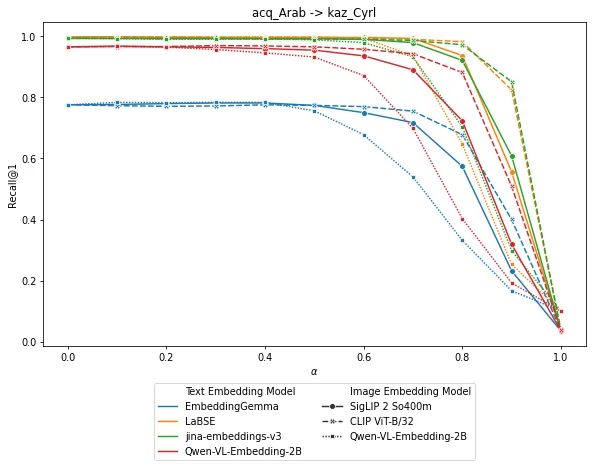 acq_Arab -> kaz_Cyrl
Recall@1
1.0
0.8
0.6
0.4
0.2
0.0
0.0 0.2 0.4 0.6 0.8 1.0
α
Text Embedding Model
EmbeddingGemma
LaBSE
jina-embeddings-v3
Qwen-VL-Embedding-2B
Image Embedding Model
SigLIP 2 So400m
CLIP ViT-B/32
Qwen-VL-Embedding-2B